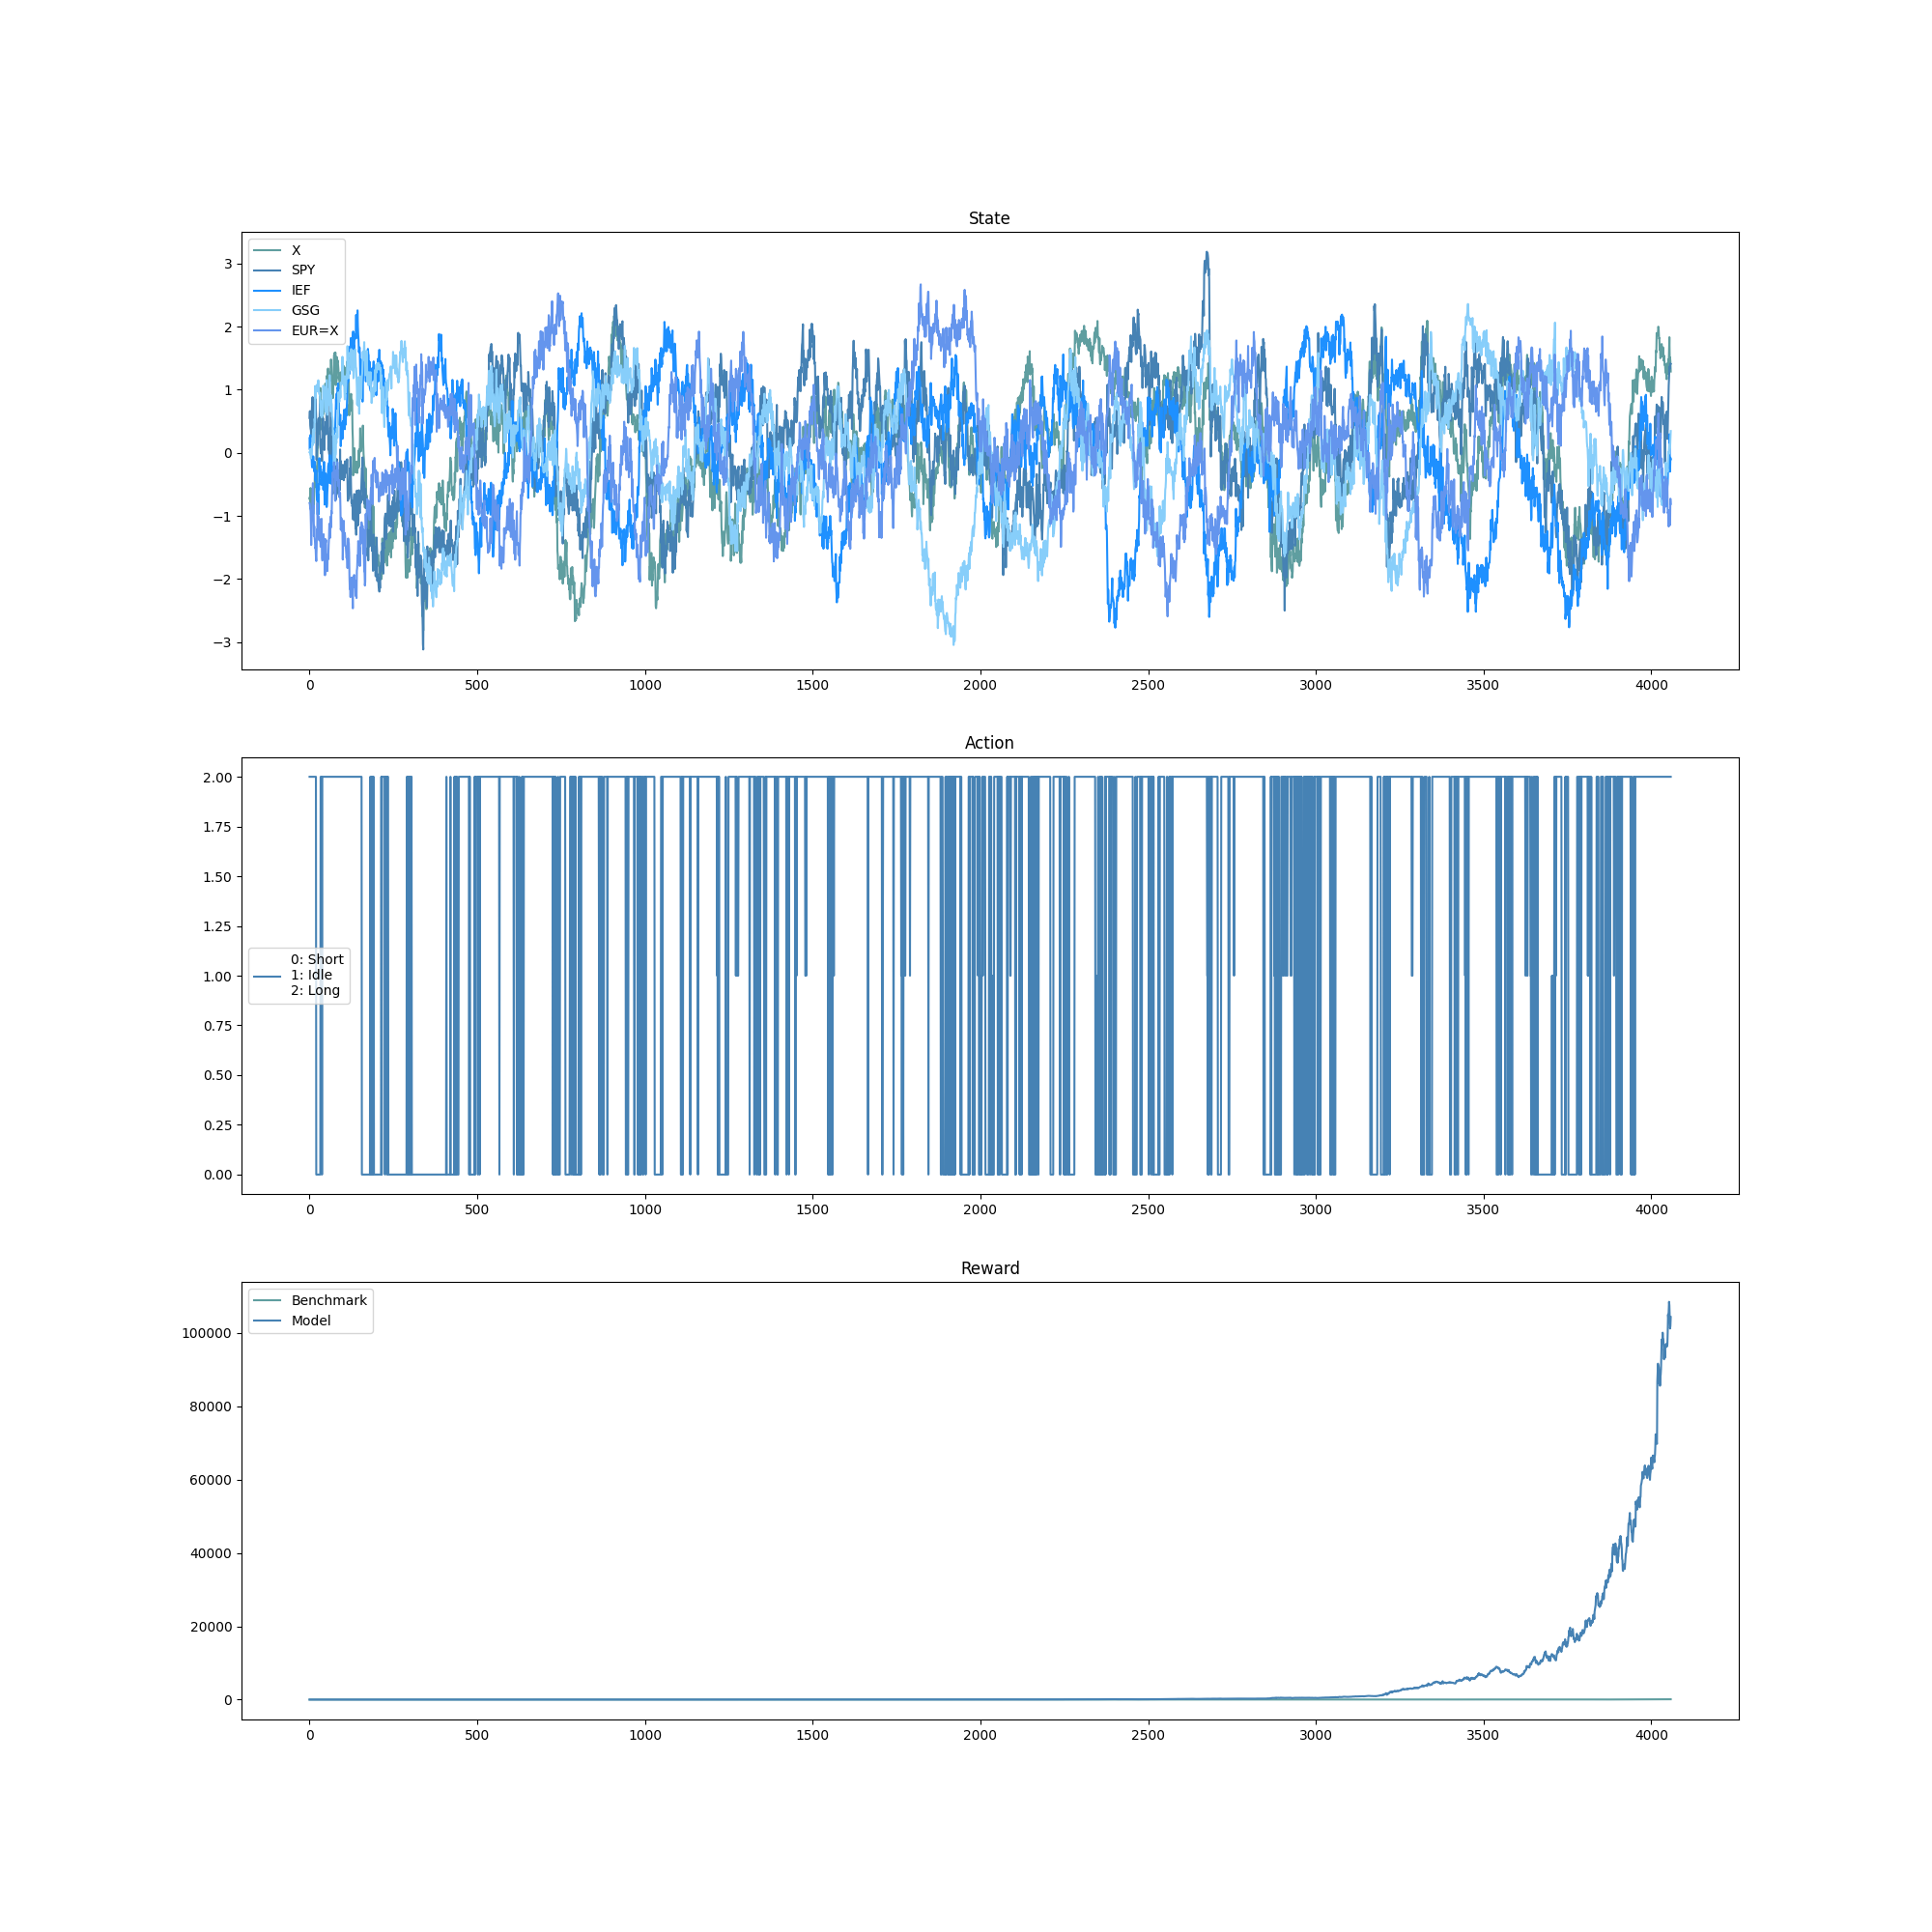 State
X
SPY
IEF
GSG
EUR=X
3
2
1
0
−1
−2
−3
0 500 1000 1500 2000 2500 3000 3500 4000
Action
2.00
1.75
1.50
1.25
1.00
0.75
0.50
0.25
0.00
0: Short
1: Idle
2: Long
0 500 1000 1500 2000 2500 3000 3500 4000
Reward
Benchmark
Model
100000
80000
60000
40000
20000
0
0 500 1000 1500 2000 2500 3000 3500 4000